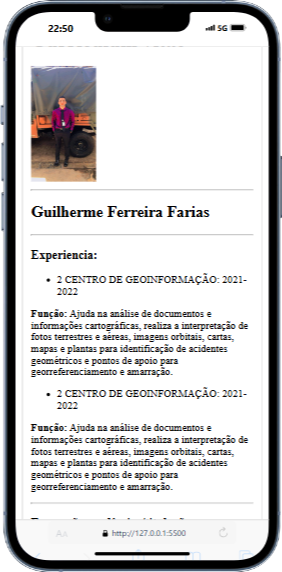 22:50
5G
Guilherme Ferreira Farias
Experiencia:
• 2 CENTRO DE GEOINFORMAÇÃO: 2021-
2022
Função: Ajuda na análise de documentos e
informações cartográficas, realiza a interpretação de
fotos terrestres e aéreas, imagens orbitais, cartas,
mapas e plantas para identificação de acidentes
geométricos e pontos de apoio para
georreferenciamento e amarração.
• 2 CENTRO DE GEOINFORMAÇÃO: 2021-
2022
Função: Ajuda na análise de documentos e
informações cartográficas, realiza a interpretação de
fotos terrestres e aéreas, imagens orbitais, cartas,
mapas e plantas para identificação de acidentes
geométricos e pontos de apoio para
georreferenciamento e amarração.
AA
http://127.0.0.1:5500